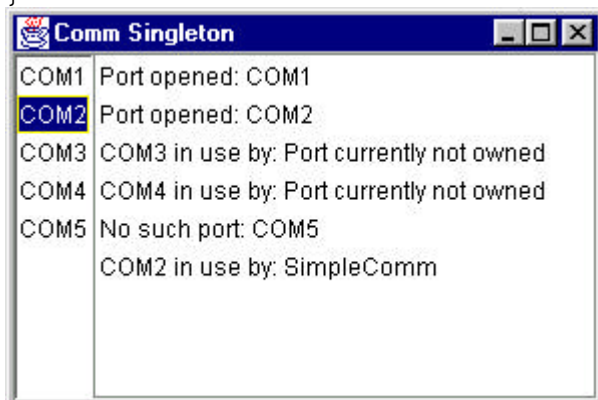 }
Comm Singleton
COM1 Port opened: COM1
COM2 Port opened: COM2
COM3 COM3 in use by: Port currently not owned
COM4 COM4 in use by: Port currently not owned
COM5 No such port: COM5
COM2 in use by: SimpleComm